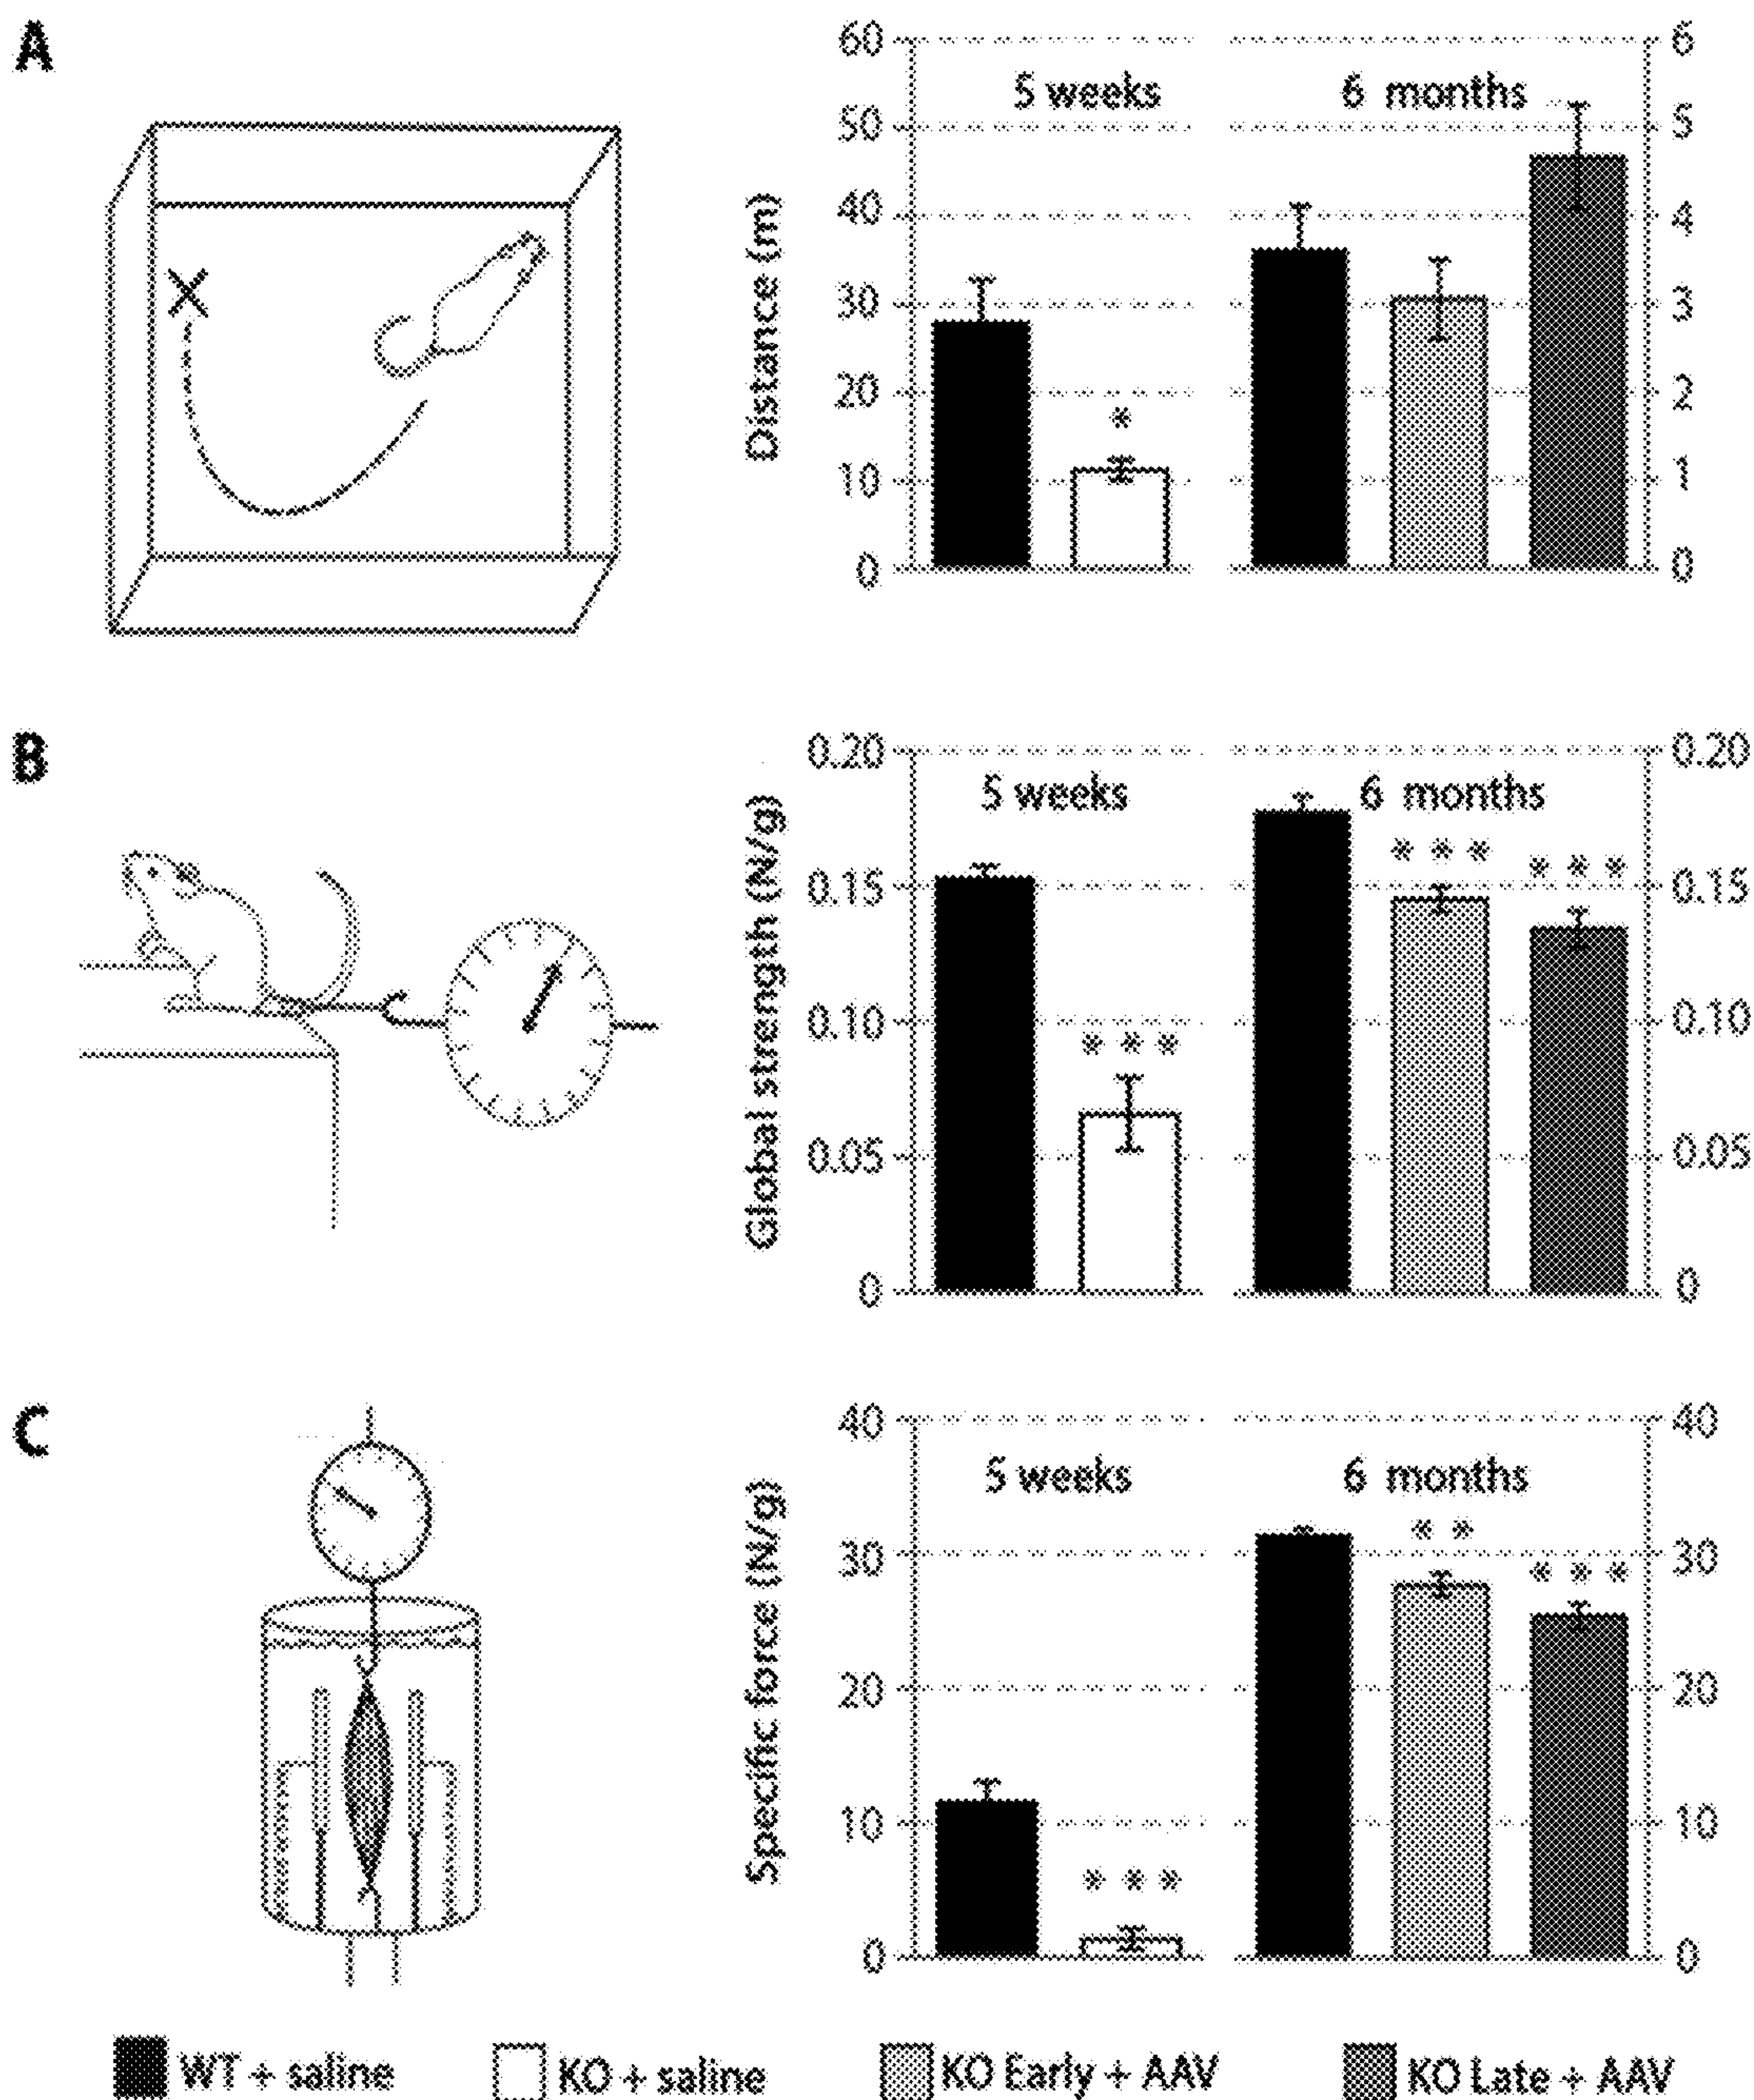 A
60
50
40
30
20
10
0
Distance (m)
5 weeks
6 months
*
6
5
4
3
2
1
0
B
0.20
0.15
0.10
0.05
0
Global strength (N/g)
5 weeks
6 months
* * *
* * *
* * *
0.20
0.15
0.10
0.05
0
C
40
30
20
10
0
Specific force (N/g)
5 weeks
6 months
* * *
* *
* * *
40
30
20
10
0
WT + saline
KO + saline
KO Early + AAV
KO Late + AAV